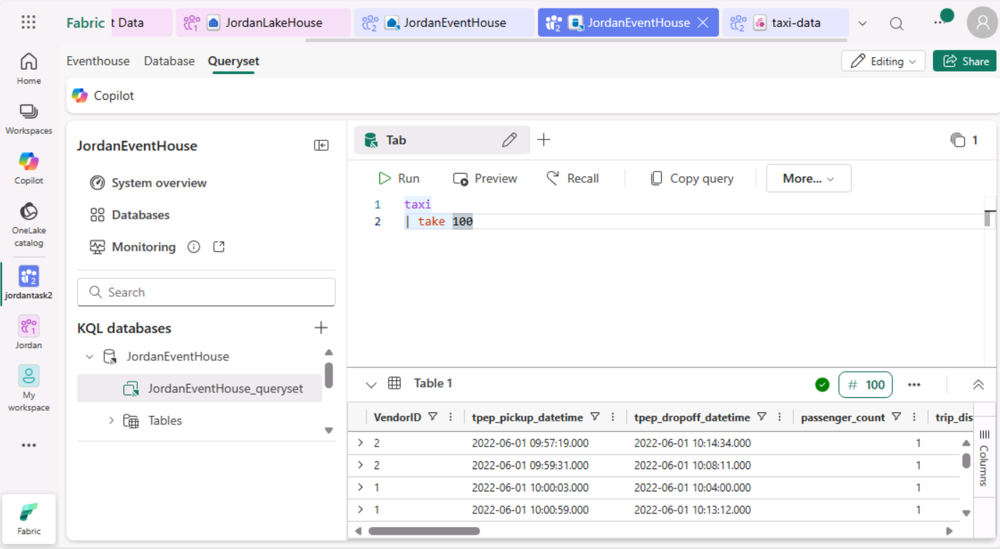 Fabric
t Data
1
JordanLakeHouse
2
JordanEventHouse
2
JordanEventHouse
2
taxi-data
Home
Workspaces
Copilot
OneLake
catalog
2
jordantask2
1
Jordan
My
workspace
Fabric
Eventhouse Database Queryset
Editing
Share
Copilot
JordanEventHouse
System overview
Databases
Monitoring
Search
KQL databases
JordanEventHouse
JordanEventHouse_queryset
Tables
Tab
1
Run Preview Recall Copy query More...
1 taxi
2 | take 100
Table 1
# 100
VendorID tpep_pickup_datetime tpep_dropoff_datetime passenger_count trip_dis
2 2022-06-01 09:57:19.000 2022-06-01 10:14:34.000 1
2 2022-06-01 09:59:31.000 2022-06-01 10:08:11.000 1
1 2022-06-01 10:00:03.000 2022-06-01 10:04:00.000 1
1 2022-06-01 10:00:59.000 2022-06-01 10:13:12.000 1
Columns